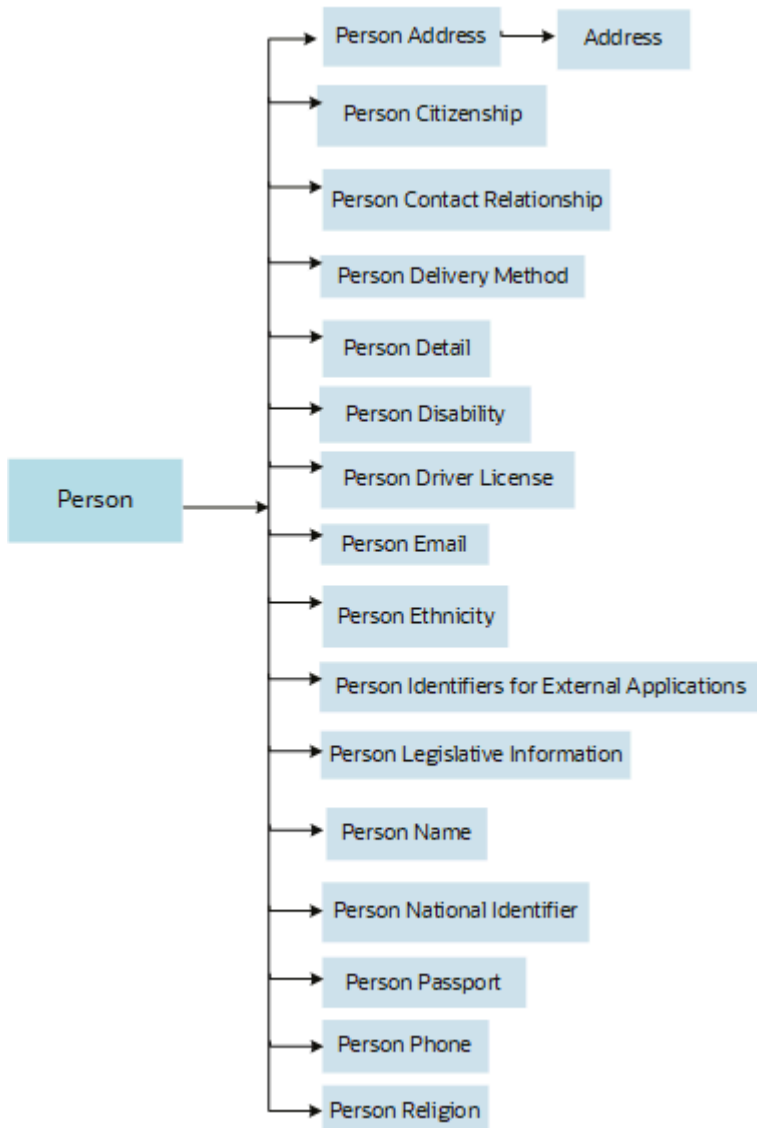 Person Address
Address
Person Citizenship
Person Contact Relationship
Person Delivery Method
Person Detail
Person Disability
Person Driver License
Person
Person Email
Person Ethnicity
Person Identifiers for External Applications
Person Legislative Information
Person Name
Person National Identifier
Person Passport
Person Phone
Person Religion